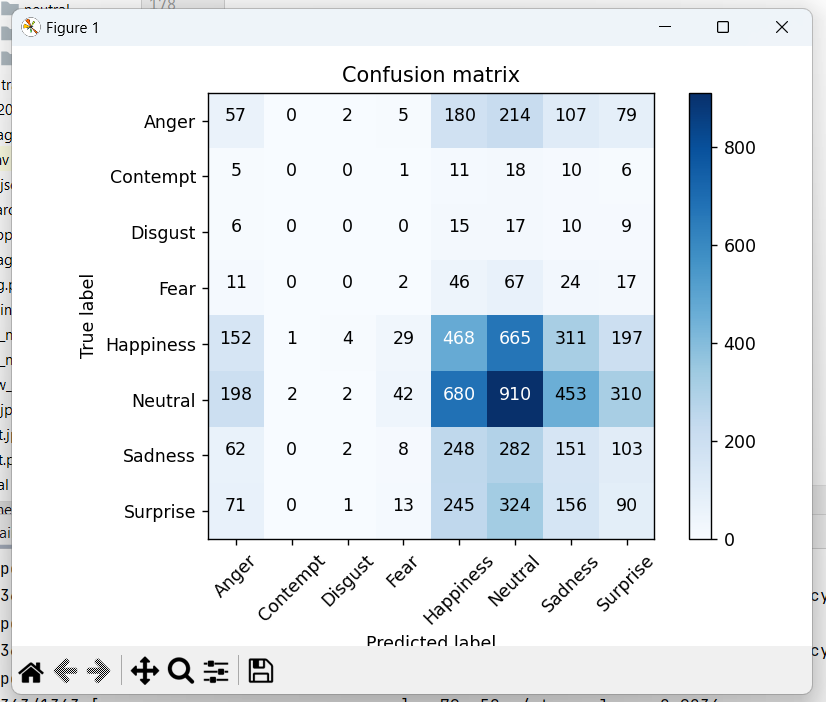 neutral
178
Figure 1
Confusion matrix
Anger 57 0 2 5 180 214 107 79
Contempt 5 0 0 1 11 18 10 6
Disgust 6 0 0 0 15 17 10 9
Fear 11 0 0 2 46 67 24 17
Happiness 152 1 4 29 468 665 311 197
Neutral 198 2 2 42 680 910 453 310
Sadness 62 0 2 8 248 282 151 103
Surprise 71 0 1 13 245 324 156 90
True label
Anger Contempt Disgust Fear Happiness Neutral Sadness Surprise
Predicted label
800
600
400
200
0